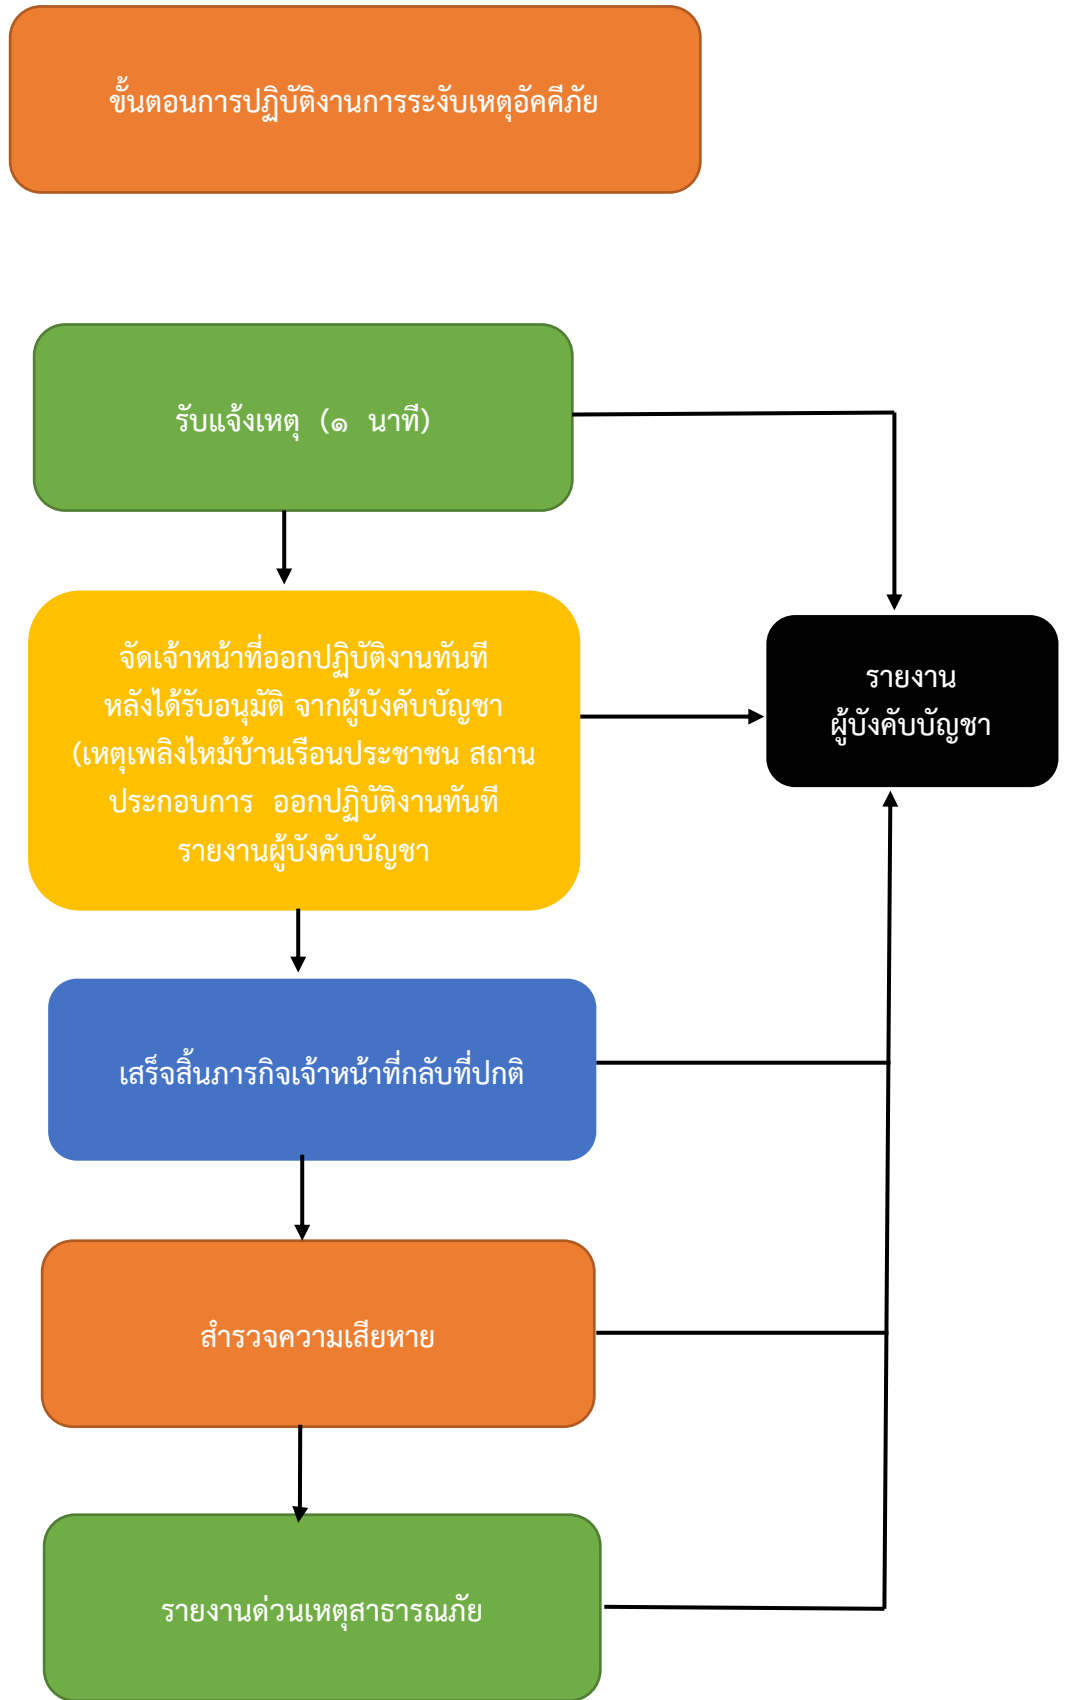 ขั้นตอนการปฏิบัติงานการระงับเหตุอัคคีภัย
รับแจ้งเหตุ (๑ นาที)
จัดเจ้าหน้าที่ออกปฏิบัติงานทันที
หลังได้รับอนุมัติ จากผู้บังคับบัญชา
(เหตุเพลิงไหม้บ้านเรือนประชาชน สถาน
ประกอบการ ออกปฏิบัติงานทันที
รายงานผู้บังคับบัญชา
รายงาน
ผู้บังคับบัญชา
เสร็จสิ้นภารกิจเจ้าหน้าที่กลับที่ปกติ
สำรวจความเสียหาย
รายงานด่วนเหตุสาธารณภัย